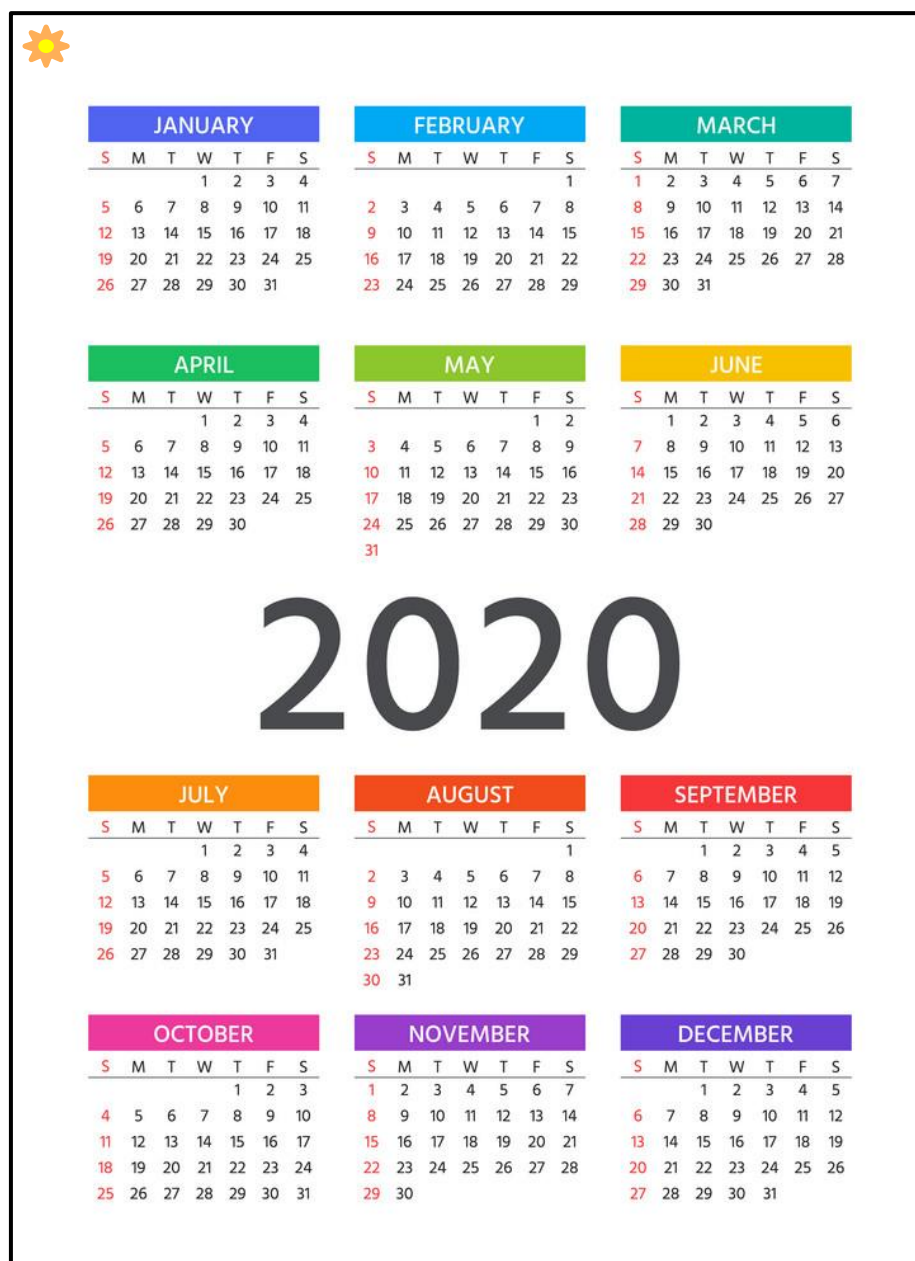 JANUARY
S M T W T F S
1 2 3 4
5 6 7 8 9 10 11
12 13 14 15 16 17 18
19 20 21 22 23 24 25
26 27 28 29 30 31
FEBRUARY
S M T W T F S
1
2 3 4 5 6 7 8
9 10 11 12 13 14 15
16 17 18 19 20 21 22
23 24 25 26 27 28 29
MARCH
S M T W T F S
1 2 3 4 5 6 7
8 9 10 11 12 13 14
15 16 17 18 19 20 21
22 23 24 25 26 27 28
29 30 31
APRIL
S M T W T F S
1 2 3 4
5 6 7 8 9 10 11
12 13 14 15 16 17 18
19 20 21 22 23 24 25
26 27 28 29 30
MAY
S M T W T F S
1 2
3 4 5 6 7 8 9
10 11 12 13 14 15 16
17 18 19 20 21 22 23
24 25 26 27 28 29 30
31
JUNE
S M T W T F S
1 2 3 4 5 6
7 8 9 10 11 12 13
14 15 16 17 18 19 20
21 22 23 24 25 26 27
28 29 30
2020
JULY
S M T W T F S
1 2 3 4
5 6 7 8 9 10 11
12 13 14 15 16 17 18
19 20 21 22 23 24 25
26 27 28 29 30 31
AUGUST
S M T W T F S
1
2 3 4 5 6 7 8
9 10 11 12 13 14 15
16 17 18 19 20 21 22
23 24 25 26 27 28 29
30 31
SEPTEMBER
S M T W T F S
1 2 3 4 5
6 7 8 9 10 11 12
13 14 15 16 17 18 19
20 21 22 23 24 25 26
27 28 29 30
OCTOBER
S M T W T F S
1 2 3
4 5 6 7 8 9 10
11 12 13 14 15 16 17
18 19 20 21 22 23 24
25 26 27 28 29 30 31
NOVEMBER
S M T W T F S
1 2 3 4 5 6 7
8 9 10 11 12 13 14
15 16 17 18 19 20 21
22 23 24 25 26 27 28
29 30
DECEMBER
S M T W T F S
1 2 3 4 5
6 7 8 9 10 11 12
13 14 15 16 17 18 19
20 21 22 23 24 25 26
27 28 29 30 31